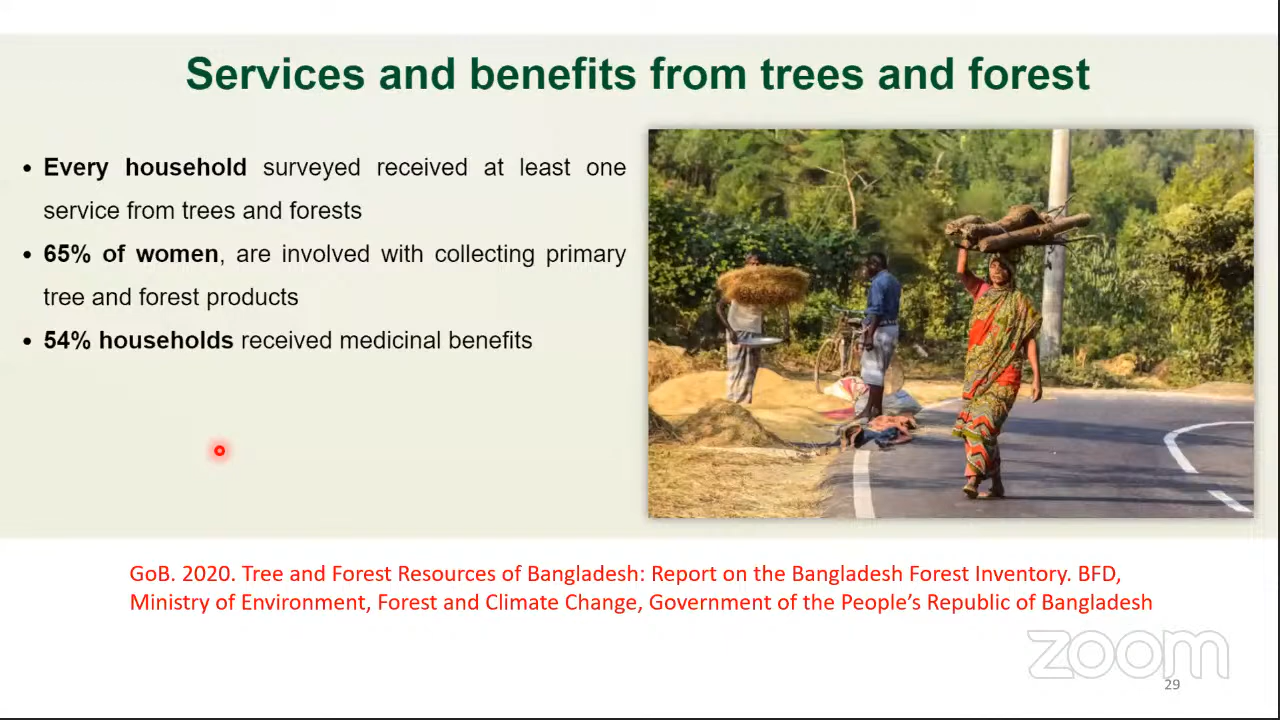 Services and benefits from trees and forest
• Every household surveyed received at least one
service from trees and forests
• 65% of women, are involved with collecting primary
tree and forest products
• 54% households received medicinal benefits
GoB. 2020. Tree and Forest Resources of Bangladesh: Report on the Bangladesh Forest Inventory. BFD,
Ministry of Environment, Forest and Climate Change, Government of the People’s Republic of Bangladesh
zoom
29